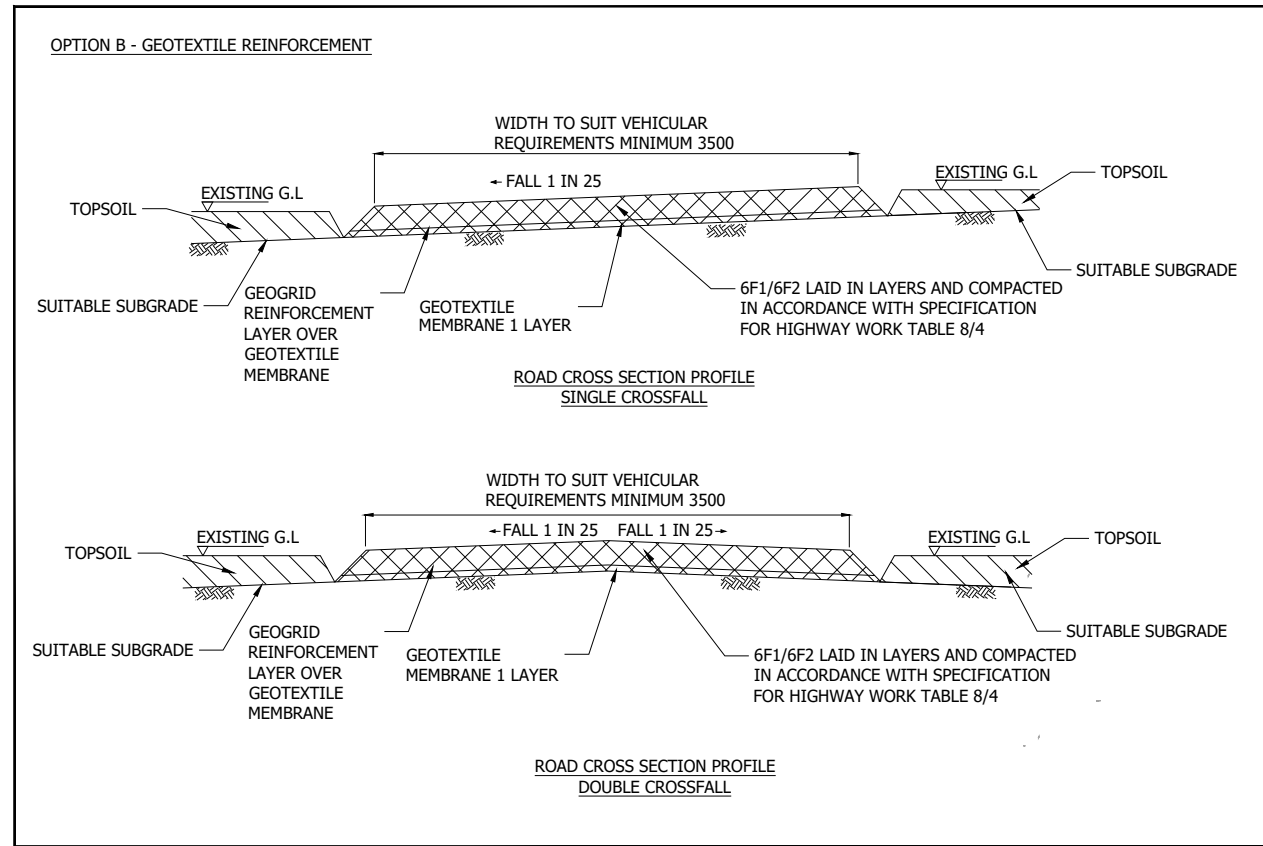 OPTION B - GEOTEXTILE REINFORCEMENT
WIDTH TO SUIT VEHICULAR
REQUIREMENTS MINIMUM 3500
FALL 1 IN 25
EXISTING G.L
EXISTING G.L
TOPSOIL
TOPSOIL
SUITABLE SUBGRADE
SUITABLE SUBGRADE
GEOGRID
REINFORCEMENT
LAYER OVER
GEOTEXTILE
MEMBRANE
GEOTEXTILE
MEMBRANE 1 LAYER
6F1/6F2 LAID IN LAYERS AND COMPACTED
IN ACCORDANCE WITH SPECIFICATION
FOR HIGHWAY WORK TABLE 8/4
ROAD CROSS SECTION PROFILE
SINGLE CROSSFALL
WIDTH TO SUIT VEHICULAR
REQUIREMENTS MINIMUM 3500
FALL 1 IN 25 FALL 1 IN 25
EXISTING G.L
EXISTING G.L
TOPSOIL
TOPSOIL
SUITABLE SUBGRADE
SUITABLE SUBGRADE
GEOGRID
REINFORCEMENT
LAYER OVER
GEOTEXTILE
MEMBRANE
GEOTEXTILE
MEMBRANE 1 LAYER
6F1/6F2 LAID IN LAYERS AND COMPACTED
IN ACCORDANCE WITH SPECIFICATION
FOR HIGHWAY WORK TABLE 8/4
ROAD CROSS SECTION PROFILE
DOUBLE CROSSFALL